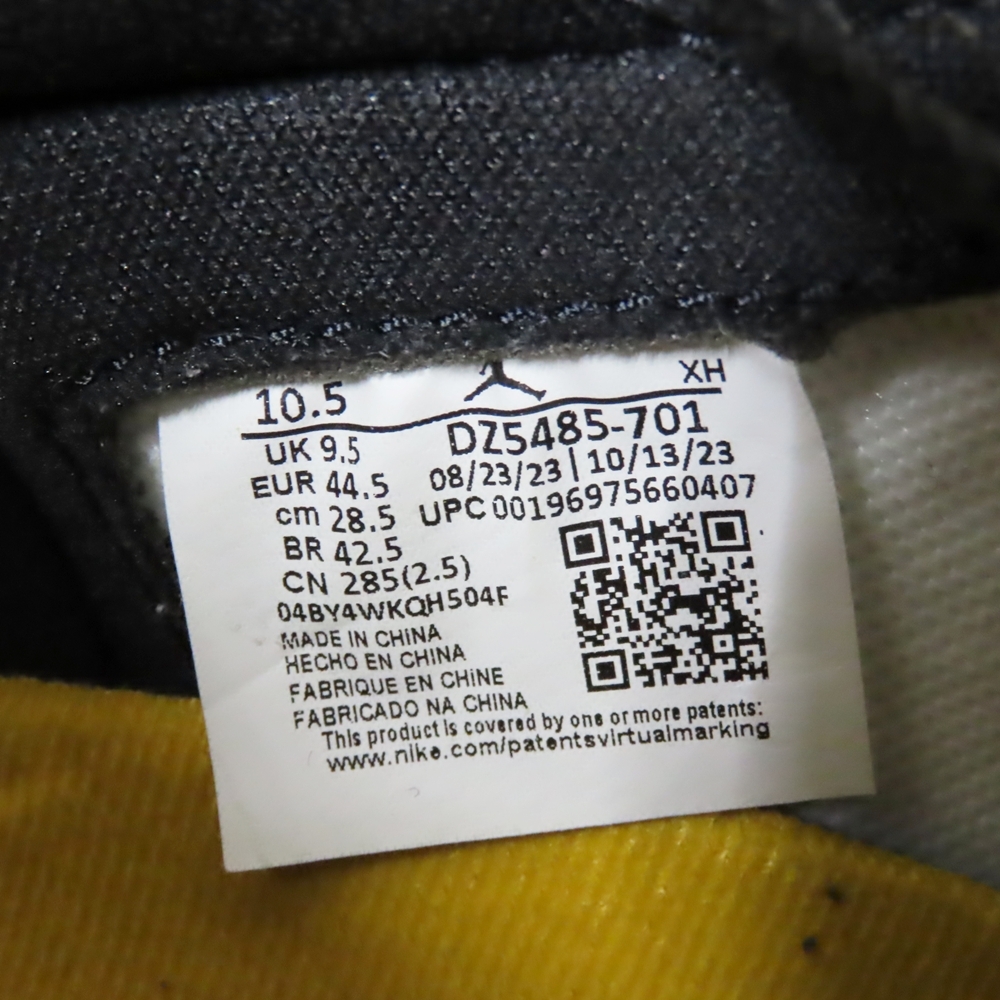 10.5
XH
UK 9.5
DZ5485-701
EUR 44.5
08/23/23 | 10/13/23
cm 28.5
UPC 00196975660407
BR 42.5
CN 285(2.5)
04BY4WKQH504F
MADE IN CHINA
HECHO EN CHINA
FABRIQUE EN CHINE
FABRICADO NA CHINA
This product is covered by one or more patents:
www.nike.com/patentsvirtualmarking